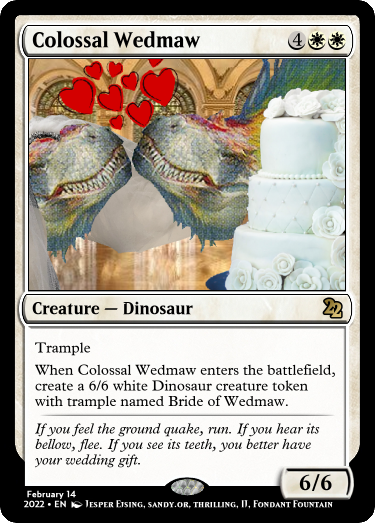 Colossal Wedmaw 4
Creature — Dinosaur
Trample
When Colossal Wedmaw enters the battlefield,
create a 6/6 white Dinosaur creature token
with trample named Bride of Wedmaw.
If you feel the ground quake, run. If you hear its
bellow, flee. If you see its teeth, you better have
your wedding gift.
6/6
February 14
2022 • EN Jesper Ejsing, sandy.or, thrilling, II, Fondant Fountain